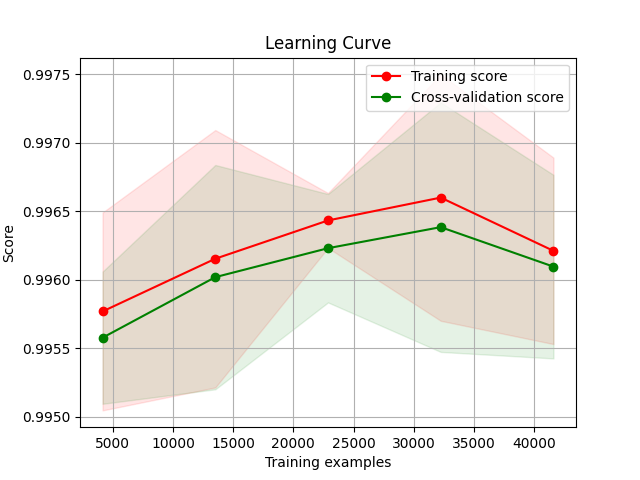 Learning Curve
Training score
Cross-validation score
Score
0.9975
0.9970
0.9965
0.9960
0.9955
0.9950
5000 10000 15000 20000 25000 30000 35000 40000
Training examples